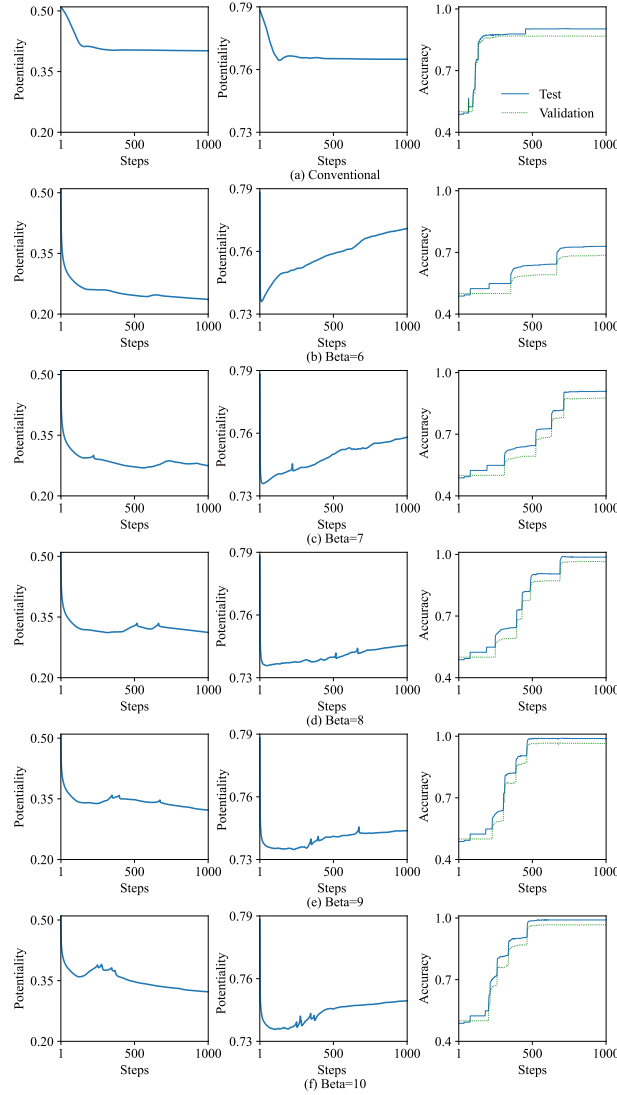 0.50
0.35
0.20
Potentiality
1 500 1000
Steps
0.79
0.76
0.73
Potentiality
1 500 1000
Steps
1.0
0.7
0.4
Accuracy
Test
Validation
1 500 1000
Steps
(a) Conventional
0.50
0.35
0.20
Potentiality
1 500 1000
Steps
0.79
0.76
0.73
Potentiality
1 500 1000
Steps
1.0
0.7
0.4
Accuracy
1 500 1000
Steps
(b) Beta=6
0.50
0.35
0.20
Potentiality
1 500 1000
Steps
0.79
0.76
0.73
Potentiality
1 500 1000
Steps
1.0
0.7
0.4
Accuracy
1 500 1000
Steps
(c) Beta=7
0.50
0.35
0.20
Potentiality
1 500 1000
Steps
0.79
0.76
0.73
Potentiality
1 500 1000
Steps
1.0
0.7
0.4
Accuracy
1 500 1000
Steps
(d) Beta=8
0.50
0.35
0.20
Potentiality
1 500 1000
Steps
0.79
0.76
0.73
Potentiality
1 500 1000
Steps
1.0
0.7
0.4
Accuracy
1 500 1000
Steps
(e) Beta=9
0.50
0.35
0.20
Potentiality
1 500 1000
Steps
0.79
0.76
0.73
Potentiality
1 500 1000
Steps
1.0
0.7
0.4
Accuracy
1 500 1000
Steps
(f) Beta=10